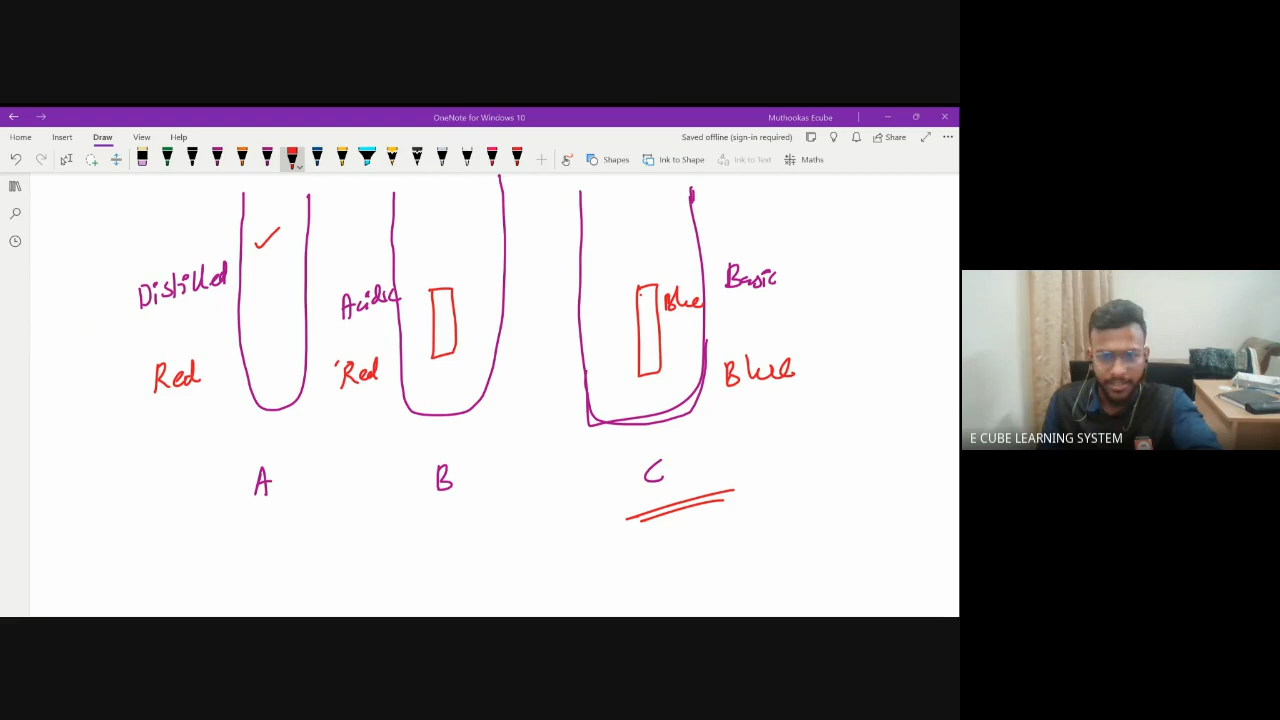 OneNote for Windows 10
Muthookas Ecube
Home Insert Draw View Help
Saved offline (sign-in required)
Share
Shapes
Ink to Shape
Ink to Text
Maths
Distilled
Acidic
Basic
Blue
Red
Red
Blue
A
B
C
E CUBE LEARNING SYSTEM